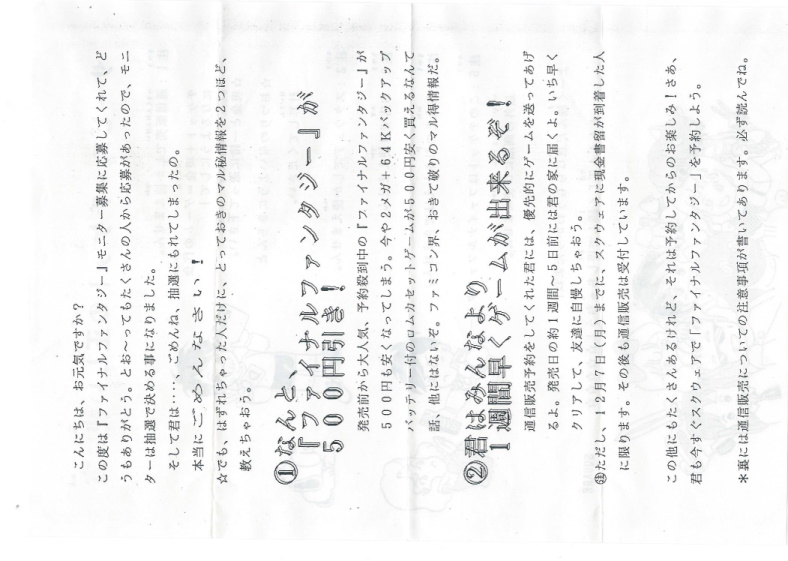 こんにちは、お元気ですか?
この度は『ファイナルファンタジー』モニター募集に応募してくれて、ど
うもありがとう。とお~ってもたくさんの人から応募があったので、モニ
ターは抽選で決める事になりました。
そして君は‥‥、ごめんね、抽選にもれてしまったの。
本当にごめんなさい!
☆でも、はずれちゃった人だけに、とっておきのマル秘情報を2つほど、
教えちゃおう。
①なんと、
『ファイナルファンタジー』が
500円引き!
発売前から大人気、予約殺到中の『ファイナルファンタジー」が
500円も安くなってしまう。今や2メガ+64Kバックアップ
バッテリー付のロムカセットゲームが500円安く買えるなんて
話、他にはないぞ。ファミコン界、おきて破りのマル得情報だ。
②君はみんなより
1週間早くゲームが出来るぞ!
通信販売予約をしてくれた君には、優先的にゲームを送ってあげ
るよ。発売日の約1週間~5日前には君の家に届くよ。いち早く
クリアして、友達に自慢しちゃおう。
㊟ただし、12月7日(月)までに、スクウェアに現金書留が到着した人
に限ります。その後も通信販売は受付しています。
この他にもたくさんあるけれど、それは予約してからのお楽しみ!さあ、
君も今すぐスクウェアで「ファイナルファンタジー」を予約しよう。
*裏には通信販売についての注意事項が書いてあります。必ず読んでね。